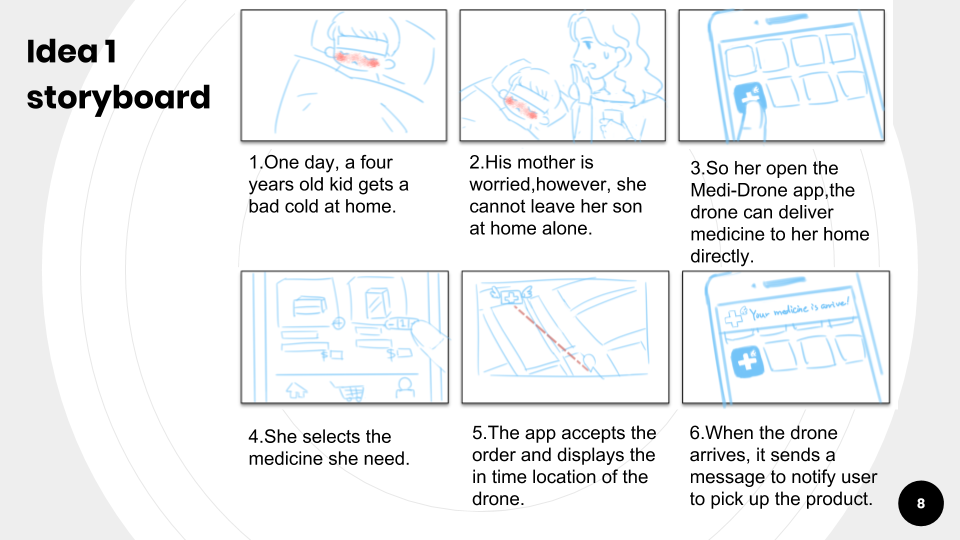 Idea 1
storyboard
1.One day, a four
years old kid gets a
bad cold at home.
2.His mother is
worried,however, she
cannot leave her son
at home alone.
3.So her open the
Medi-Drone app,the
drone can deliver
medicine to her home
directly.
$
$
Your medicine is arrive!
4.She selects the
medicine she need.
5.The app accepts the
order and displays the
in time location of the
drone.
6.When the drone
arrives, it sends a
message to notify user
to pick up the product.
8